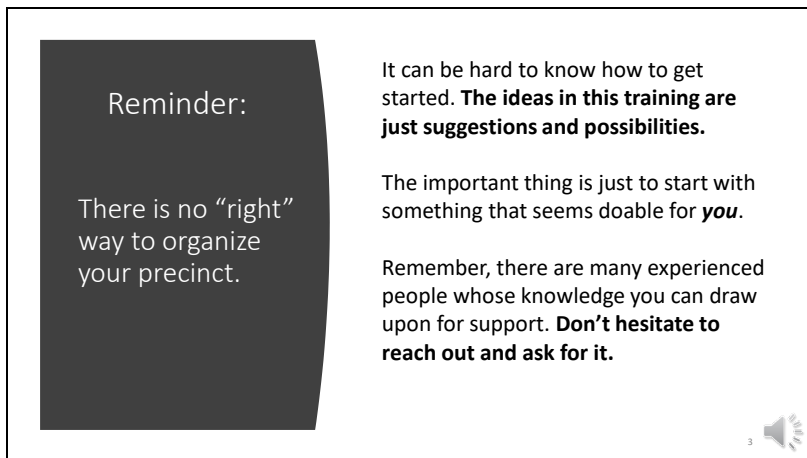 Reminder:
There is no “right”
way to organize
your precinct.
It can be hard to know how to get
started. The ideas in this training are
just suggestions and possibilities.
The important thing is just to start with
something that seems doable for you.
Remember, there are many experienced
people whose knowledge you can draw
upon for support. Don’t hesitate to
reach out and ask for it.
3